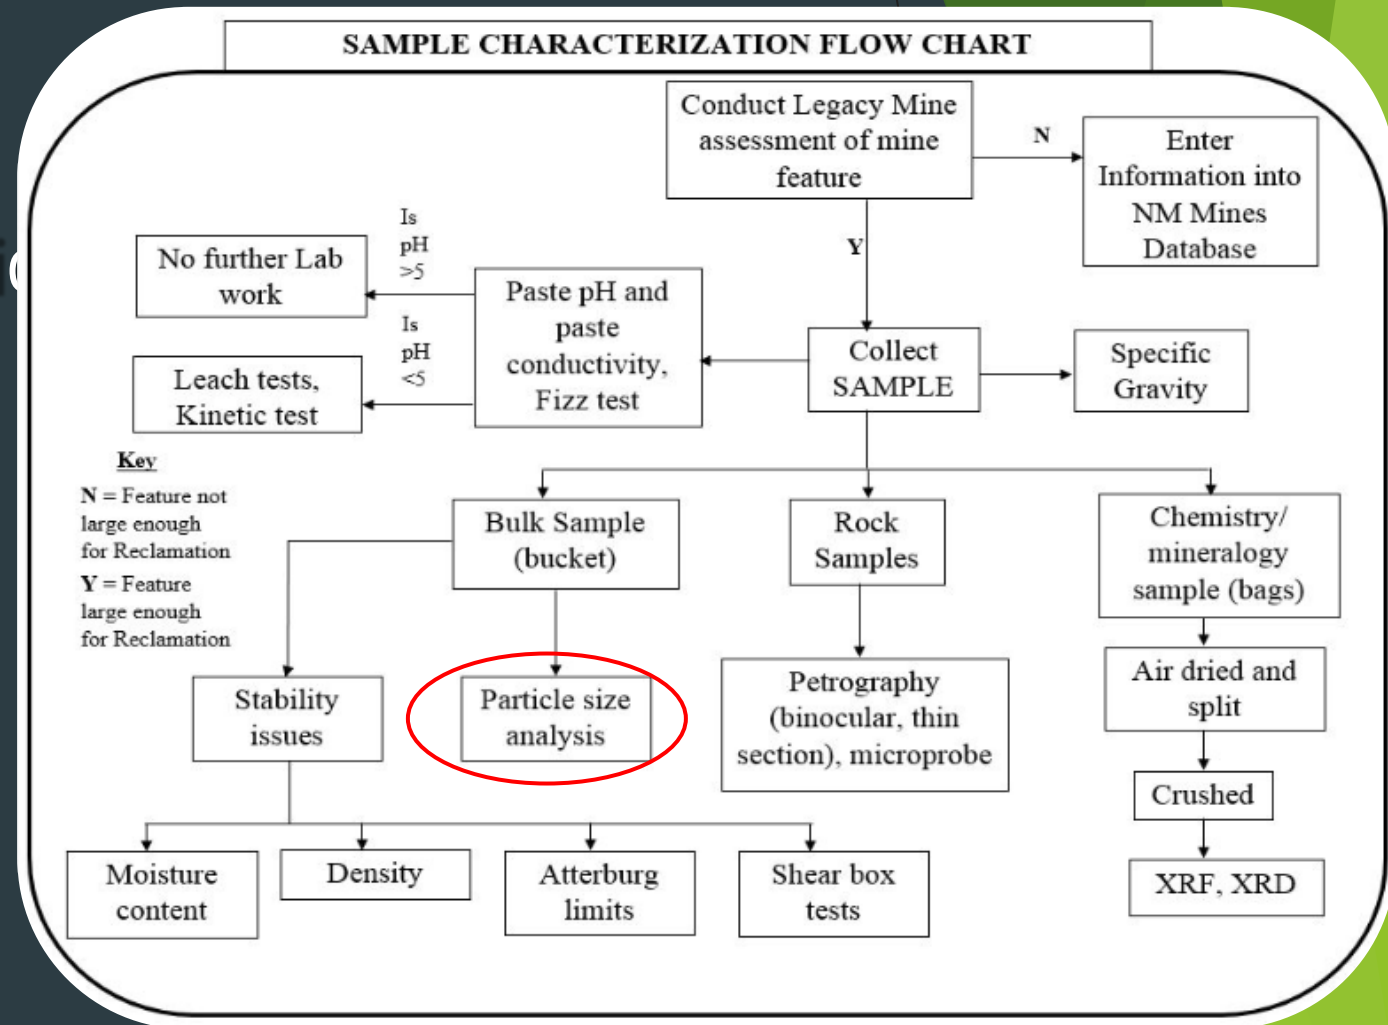 SAMPLE CHARACTERIZATION FLOW CHART
Conduct Legacy Mine
assessment of mine
feature
N
Enter
Information into
NM Mines
Database
Y
Is
pH
>5
No further Lab
work
Paste pH and
paste
conductivity,
Fizz test
Is
pH
<5
Leach tests,
Kinetic test
Collect
SAMPLE
Specific
Gravity
Key
N = Feature not
large enough
for Reclamation
Y = Feature
large enough
for Reclamation
Bulk Sample
(bucket)
Rock
Samples
Chemistry/
mineralogy
sample (bags)
Stability
issues
Particle size
analysis
Petrography
(binocular, thin
section), microprobe
Air dried and
split
Crushed
XRF, XRD
Moisture
content
Density
Atterburg
limits
Shear box
tests